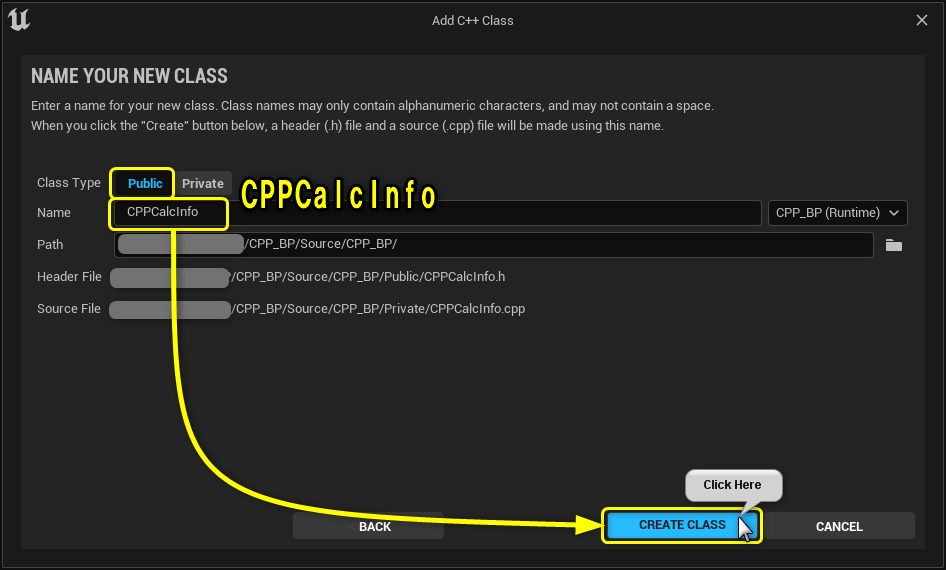 Add C++ Class
NAME YOUR NEW CLASS
Enter a name for your new class. Class names may only contain alphanumeric characters, and may not contain a space.
When you click the "Create" button below, a header (.h) file and a source (.cpp) file will be made using this name.
Class Type Public Private
CPPCalcInfo
Name CPPCalcInfo CPP_BP (Runtime)
Path /CPP_BP/Source/CPP_BP/
Header File /CPP_BP/Source/CPP_BP/Public/CPPCalcInfo.h
Source File /CPP_BP/Source/CPP_BP/Private/CPPCalcInfo.cpp
Click Here
BACK CREATE CLASS CANCEL